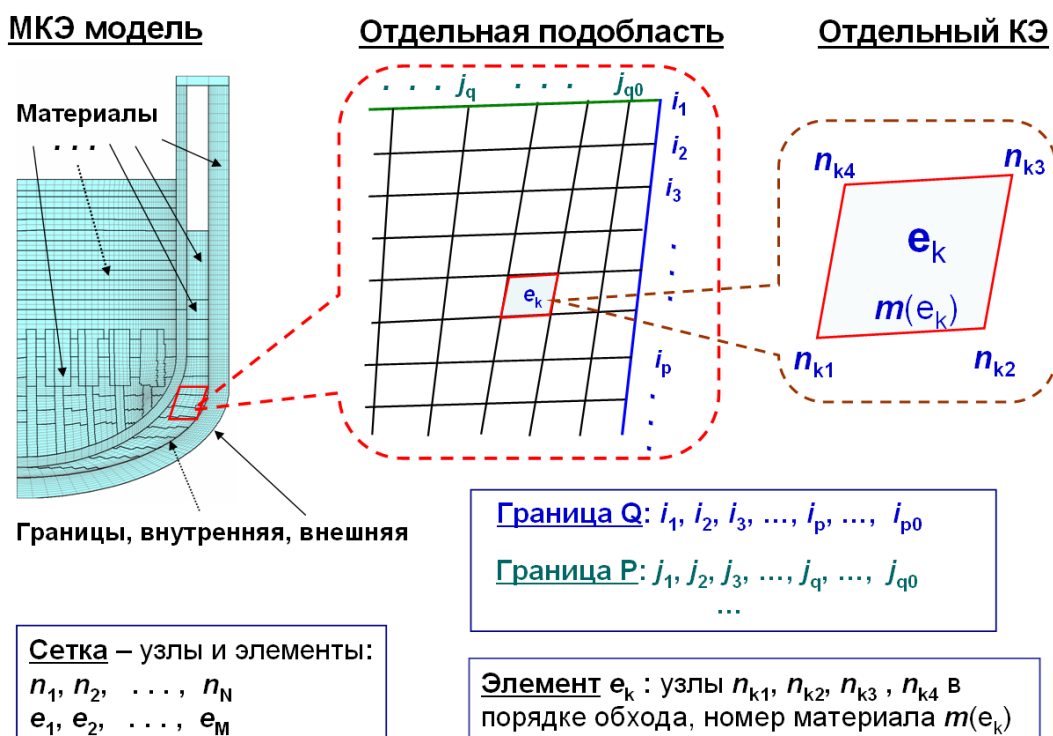 МКЭ модель
Отдельная подобласть
Отдельный КЭ
Материалы
. . .
Границы, внутренняя, внешняя
. . . j_q . . . j_q0
i_1
i_2
i_3
.
.
.
i_p
.
.
.
e_k
n_k4
n_k3
e_k
m(e_k)
n_k1
n_k2
Граница Q: i_1, i_2, i_3, ..., i_p, ..., i_p0
Граница P: j_1, j_2, j_3, ..., j_q, ..., j_q0
...
Сетка – узлы и элементы:
n_1, n_2, . . . , n_N
e_1, e_2 . . . , e_M
Элемент e_k : узлы n_k1, n_k2, n_k3 , n_k4 в
порядке обхода, номер материала m(e_k)